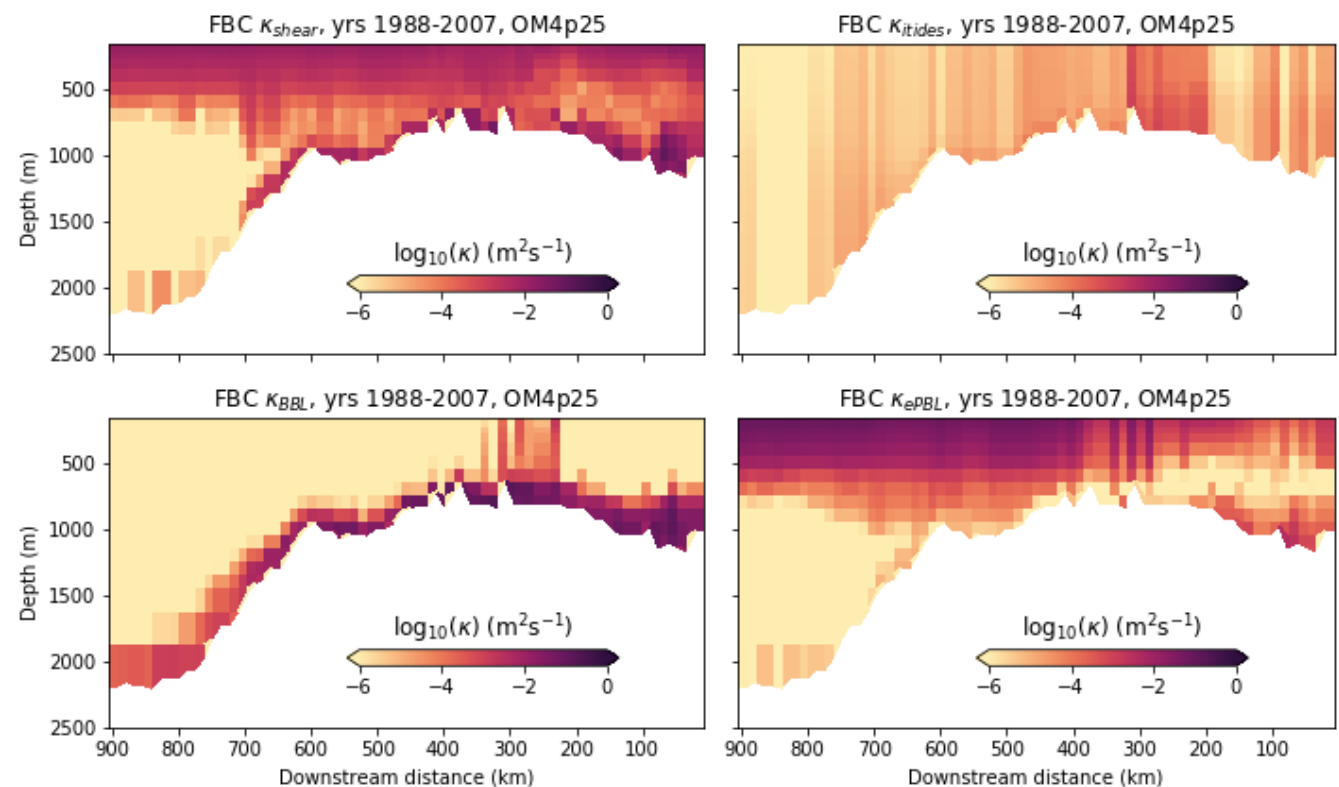 FBC κ_shear, yrs 1988-2007, OM4p25
FBC κ_itides, yrs 1988-2007, OM4p25
Depth (m)
500
1000
1500
2000
2500
log₁₀(κ) (m²s⁻¹)
−6 −4 −2 0
log₁₀(κ) (m²s⁻¹)
−6 −4 −2 0
FBC κ_BBL, yrs 1988-2007, OM4p25
FBC κ_ePBL, yrs 1988-2007, OM4p25
Depth (m)
500
1000
1500
2000
2500
log₁₀(κ) (m²s⁻¹)
−6 −4 −2 0
log₁₀(κ) (m²s⁻¹)
−6 −4 −2 0
900 800 700 600 500 400 300 200 100
Downstream distance (km)
900 800 700 600 500 400 300 200 100
Downstream distance (km)